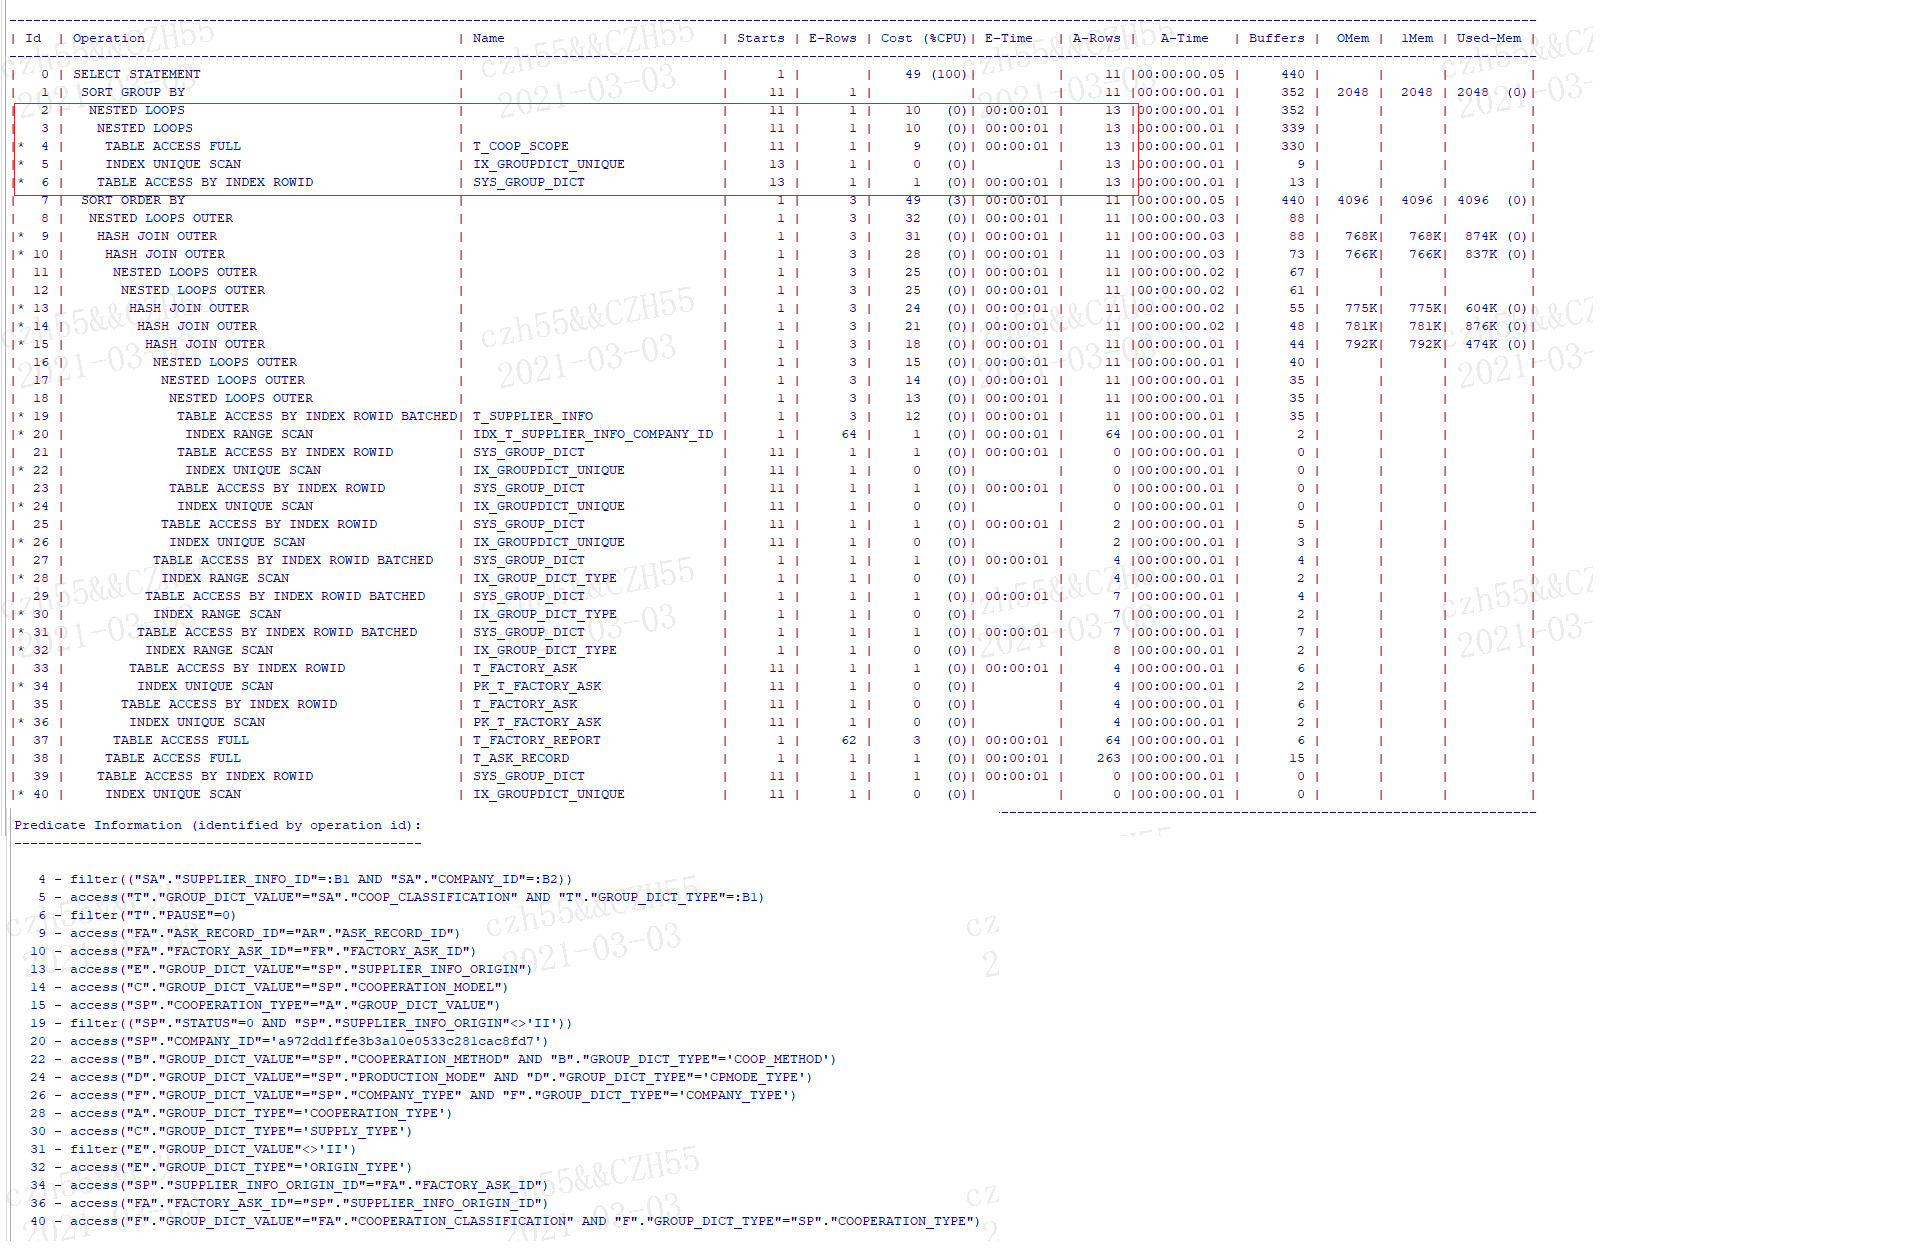 --------------------------------------------------------------------------------
| Id | Operation | Name | Starts | E-Rows | Cost (%CPU)| E-Time | A-Rows | A-Time | Buffers | OMem | 1Mem | Used-Mem |
--------------------------------------------------------------------------------
| 0 | SELECT STATEMENT | | 1 | | 49 (100)| | 11 |00:00:00.05 | 440 | | | |
| 1 | SORT GROUP BY | | 11 | 1 | | | 11 |00:00:00.01 | 352 | 2048 | 2048 | 2048 (0)|
| 2 | NESTED LOOPS | | 11 | 1 | 10 (0)| 00:00:01 | 13 |00:00:00.01 | 352 | | | |
| 3 | NESTED LOOPS | | 11 | 1 | 10 (0)| 00:00:01 | 13 |00:00:00.01 | 339 | | | |
|* 4 | TABLE ACCESS FULL | T_COOP_SCOPE | 11 | 1 | 9 (0)| 00:00:01 | 13 |00:00:00.01 | 330 | | | |
|* 5 | INDEX UNIQUE SCAN | IX_GROUPDICT_UNIQUE | 13 | 1 | 0 (0)| | 13 |00:00:00.01 | 9 | | | |
|* 6 | TABLE ACCESS BY INDEX ROWID | SYS_GROUP_DICT | 13 | 1 | 1 (0)| 00:00:01 | 13 |00:00:00.01 | 13 | | | |
| 7 | SORT ORDER BY | | 1 | 3 | 49 (3)| 00:00:01 | 11 |00:00:00.05 | 440 | 4096 | 4096 | 4096 (0)|
| 8 | NESTED LOOPS OUTER | | 1 | 3 | 32 (0)| 00:00:01 | 11 |00:00:00.03 | 88 | | | |
|* 9 | HASH JOIN OUTER | | 1 | 3 | 31 (0)| 00:00:01 | 11 |00:00:00.03 | 88 | 768K| 768K| 874K (0)|
|* 10 | HASH JOIN OUTER | | 1 | 3 | 28 (0)| 00:00:01 | 11 |00:00:00.03 | 73 | 766K| 766K| 837K (0)|
| 11 | NESTED LOOPS OUTER | | 1 | 3 | 25 (0)| 00:00:01 | 11 |00:00:00.02 | 67 | | | |
| 12 | NESTED LOOPS OUTER | | 1 | 3 | 25 (0)| 00:00:01 | 11 |00:00:00.02 | 61 | | | |
|* 13 | HASH JOIN OUTER | | 1 | 3 | 24 (0)| 00:00:01 | 11 |00:00:00.02 | 55 | 775K| 775K| 604K (0)|
|* 14 | HASH JOIN OUTER | | 1 | 3 | 21 (0)| 00:00:01 | 11 |00:00:00.02 | 48 | 781K| 781K| 876K (0)|
|* 15 | HASH JOIN OUTER | | 1 | 3 | 18 (0)| 00:00:01 | 11 |00:00:00.01 | 44 | 792K| 792K| 474K (0)|
| 16 | NESTED LOOPS OUTER | | 1 | 3 | 15 (0)| 00:00:01 | 11 |00:00:00.01 | 40 | | | |
| 17 | NESTED LOOPS OUTER | | 1 | 3 | 14 (0)| 00:00:01 | 11 |00:00:00.01 | 35 | | | |
| 18 | NESTED LOOPS OUTER | | 1 | 3 | 13 (0)| 00:00:01 | 11 |00:00:00.01 | 35 | | | |
|* 19 | TABLE ACCESS BY INDEX ROWID BATCHED| T_SUPPLIER_INFO | 1 | 3 | 12 (0)| 00:00:01 | 11 |00:00:00.01 | 35 | | | |
|* 20 | INDEX RANGE SCAN | IDX_T_SUPPLIER_INFO_COMPANY_ID | 1 | 64 | 1 (0)| 00:00:01 | 64 |00:00:00.01 | 2 | | | |
| 21 | TABLE ACCESS BY INDEX ROWID | SYS_GROUP_DICT | 11 | 1 | 1 (0)| 00:00:01 | 0 |00:00:00.01 | 0 | | | |
|* 22 | INDEX UNIQUE SCAN | IX_GROUPDICT_UNIQUE | 11 | 1 | 0 (0)| | 0 |00:00:00.01 | 0 | | | |
| 23 | TABLE ACCESS BY INDEX ROWID | SYS_GROUP_DICT | 11 | 1 | 1 (0)| 00:00:01 | 0 |00:00:00.01 | 0 | | | |
|* 24 | INDEX UNIQUE SCAN | IX_GROUPDICT_UNIQUE | 11 | 1 | 0 (0)| | 0 |00:00:00.01 | 0 | | | |
| 25 | TABLE ACCESS BY INDEX ROWID | SYS_GROUP_DICT | 11 | 1 | 1 (0)| 00:00:01 | 2 |00:00:00.01 | 5 | | | |
|* 26 | INDEX UNIQUE SCAN | IX_GROUPDICT_UNIQUE | 11 | 1 | 0 (0)| | 2 |00:00:00.01 | 3 | | | |
| 27 | TABLE ACCESS BY INDEX ROWID BATCHED | SYS_GROUP_DICT | 1 | 1 | 1 (0)| 00:00:01 | 4 |00:00:00.01 | 4 | | | |
|* 28 | INDEX RANGE SCAN | IX_GROUP_DICT_TYPE | 1 | 1 | 0 (0)| | 4 |00:00:00.01 | 2 | | | |
| 29 | TABLE ACCESS BY INDEX ROWID BATCHED | SYS_GROUP_DICT | 1 | 1 | 1 (0)| 00:00:01 | 7 |00:00:00.01 | 4 | | | |
|* 30 | INDEX RANGE SCAN | IX_GROUP_DICT_TYPE | 1 | 1 | 0 (0)| | 7 |00:00:00.01 | 2 | | | |
|* 31 | TABLE ACCESS BY INDEX ROWID BATCHED | SYS_GROUP_DICT | 1 | 1 | 1 (0)| 00:00:01 | 7 |00:00:00.01 | 7 | | | |
|* 32 | INDEX RANGE SCAN | IX_GROUP_DICT_TYPE | 1 | 1 | 0 (0)| | 8 |00:00:00.01 | 2 | | | |
| 33 | TABLE ACCESS BY INDEX ROWID | T_FACTORY_ASK | 11 | 1 | 1 (0)| 00:00:01 | 4 |00:00:00.01 | 6 | | | |
|* 34 | INDEX UNIQUE SCAN | PK_T_FACTORY_ASK | 11 | 1 | 0 (0)| | 4 |00:00:00.01 | 2 | | | |
| 35 | TABLE ACCESS BY INDEX ROWID | T_FACTORY_ASK | 11 | 1 | 0 (0)| | 4 |00:00:00.01 | 6 | | | |
|* 36 | INDEX UNIQUE SCAN | PK_T_FACTORY_ASK | 11 | 1 | 0 (0)| | 4 |00:00:00.01 | 2 | | | |
| 37 | TABLE ACCESS FULL | T_FACTORY_REPORT | 1 | 62 | 3 (0)| 00:00:01 | 64 |00:00:00.01 | 6 | | | |
| 38 | TABLE ACCESS FULL | T_ASK_RECORD | 1 | 1 | 1 (0)| 00:00:01 | 263 |00:00:00.01 | 15 | | | |
| 39 | TABLE ACCESS BY INDEX ROWID | SYS_GROUP_DICT | 11 | 1 | 1 (0)| 00:00:01 | 0 |00:00:00.01 | 0 | | | |
|* 40 | INDEX UNIQUE SCAN | IX_GROUPDICT_UNIQUE | 11 | 1 | 0 (0)| | 0 |00:00:00.01 | 0 | | | |
--------------------------------------------------------------------------------
Predicate Information (identified by operation id):
---------------------------------------------------
4 - filter(("SA"."SUPPLIER_INFO_ID"=:B1 AND "SA"."COMPANY_ID"=:B2))
5 - access("T"."GROUP_DICT_VALUE"="SA"."COOP_CLASSIFICATION" AND "T"."GROUP_DICT_TYPE"=:B1)
6 - filter("T"."PAUSE"=0)
9 - access("FA"."ASK_RECORD_ID"="AR"."ASK_RECORD_ID")
10 - access("FA"."FACTORY_ASK_ID"="FR"."FACTORY_ASK_ID")
13 - access("E"."GROUP_DICT_VALUE"="SP"."SUPPLIER_INFO_ORIGIN")
14 - access("C"."GROUP_DICT_VALUE"="SP"."COOPERATION_MODEL")
15 - access("SP"."COOPERATION_TYPE"="A"."GROUP_DICT_VALUE")
19 - filter(("SP"."STATUS"=0 AND "SP"."SUPPLIER_INFO_ORIGIN"<>'II'))
20 - access("SP"."COMPANY_ID"='a972dd1ffe3b3a10e0533c281cac8fd7')
22 - access("B"."GROUP_DICT_VALUE"="SP"."COOPERATION_METHOD" AND "B"."GROUP_DICT_TYPE"='COOP_METHOD')
24 - access("D"."GROUP_DICT_VALUE"="SP"."PRODUCTION_MODE" AND "D"."GROUP_DICT_TYPE"='CPMODE_TYPE')
26 - access("F"."GROUP_DICT_VALUE"="SP"."COMPANY_TYPE" AND "F"."GROUP_DICT_TYPE"='COMPANY_TYPE')
28 - access("A"."GROUP_DICT_TYPE"='COOPERATION_TYPE')
30 - access("C"."GROUP_DICT_TYPE"='SUPPLY_TYPE')
31 - filter("E"."GROUP_DICT_VALUE"<>'II')
32 - access("E"."GROUP_DICT_TYPE"='ORIGIN_TYPE')
34 - access("SP"."SUPPLIER_INFO_ORIGIN_ID"="FA"."FACTORY_ASK_ID")
36 - access("FA"."FACTORY_ASK_ID"="SP"."SUPPLIER_INFO_ORIGIN_ID")
40 - access("F"."GROUP_DICT_VALUE"="FA"."COOPERATION_CLASSIFICATION" AND "F"."GROUP_DICT_TYPE"="SP"."COOPERATION_TYPE")
czh55&&CZH55
2021-03-03